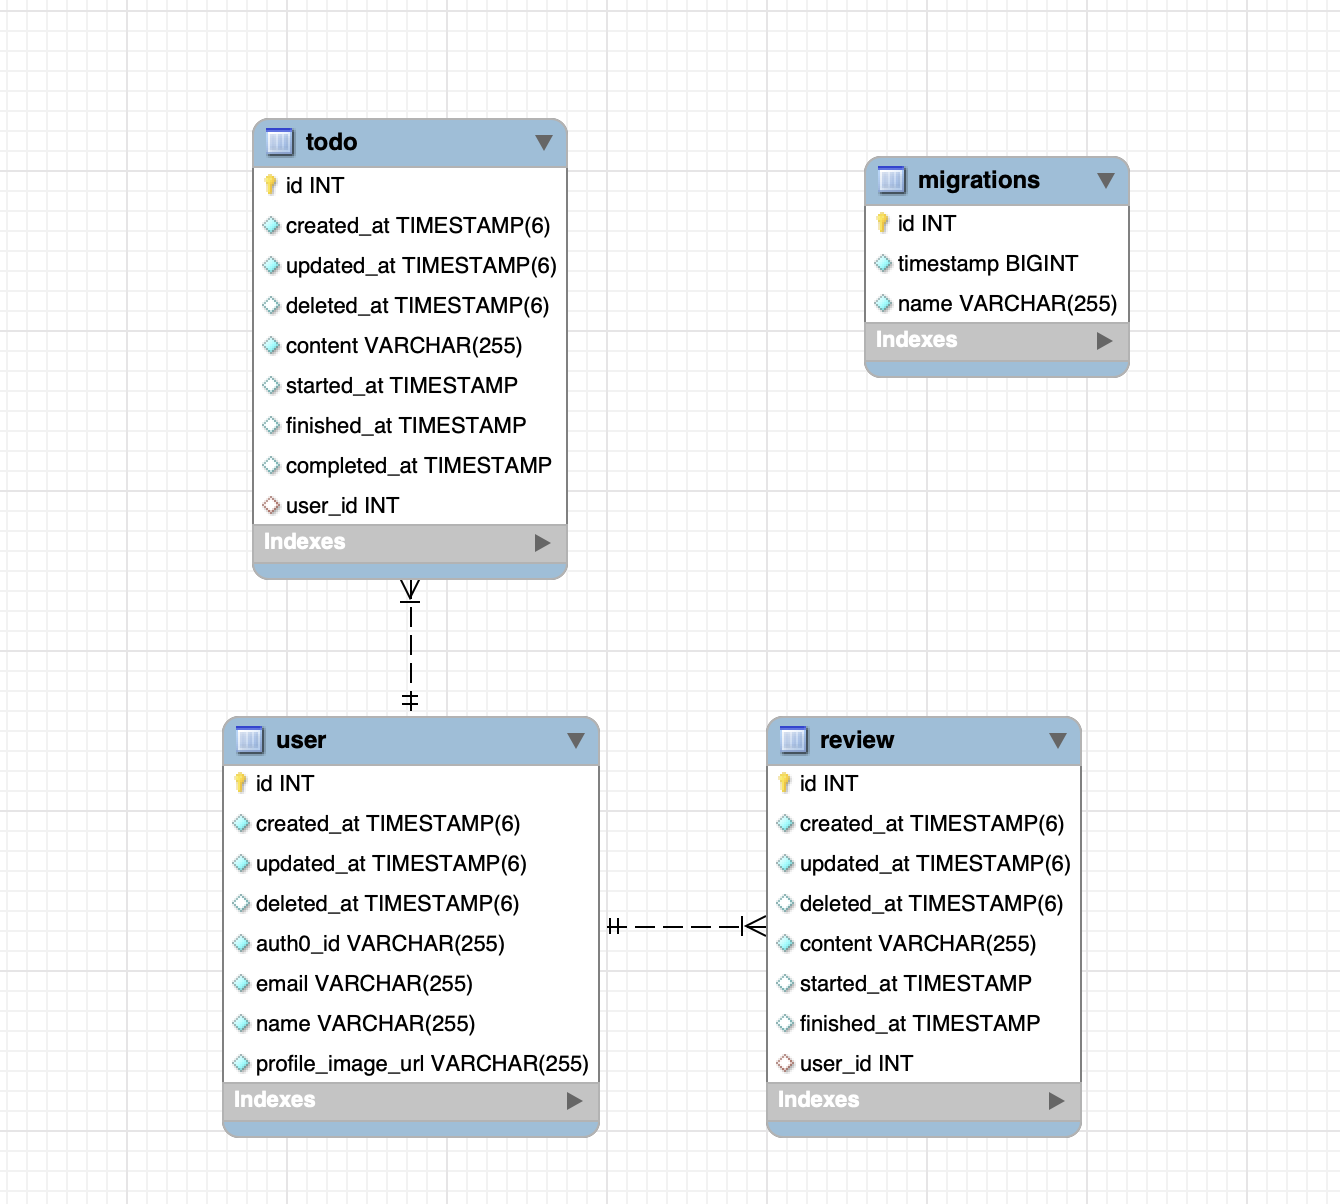 todo
id INT
created_at TIMESTAMP(6)
updated_at TIMESTAMP(6)
deleted_at TIMESTAMP(6)
content VARCHAR(255)
started_at TIMESTAMP
finished_at TIMESTAMP
completed_at TIMESTAMP
user_id INT
Indexes
migrations
id INT
timestamp BIGINT
name VARCHAR(255)
Indexes
user
id INT
created_at TIMESTAMP(6)
updated_at TIMESTAMP(6)
deleted_at TIMESTAMP(6)
auth0_id VARCHAR(255)
email VARCHAR(255)
name VARCHAR(255)
profile_image_url VARCHAR(255)
Indexes
review
id INT
created_at TIMESTAMP(6)
updated_at TIMESTAMP(6)
deleted_at TIMESTAMP(6)
content VARCHAR(255)
started_at TIMESTAMP
finished_at TIMESTAMP
user_id INT
Indexes